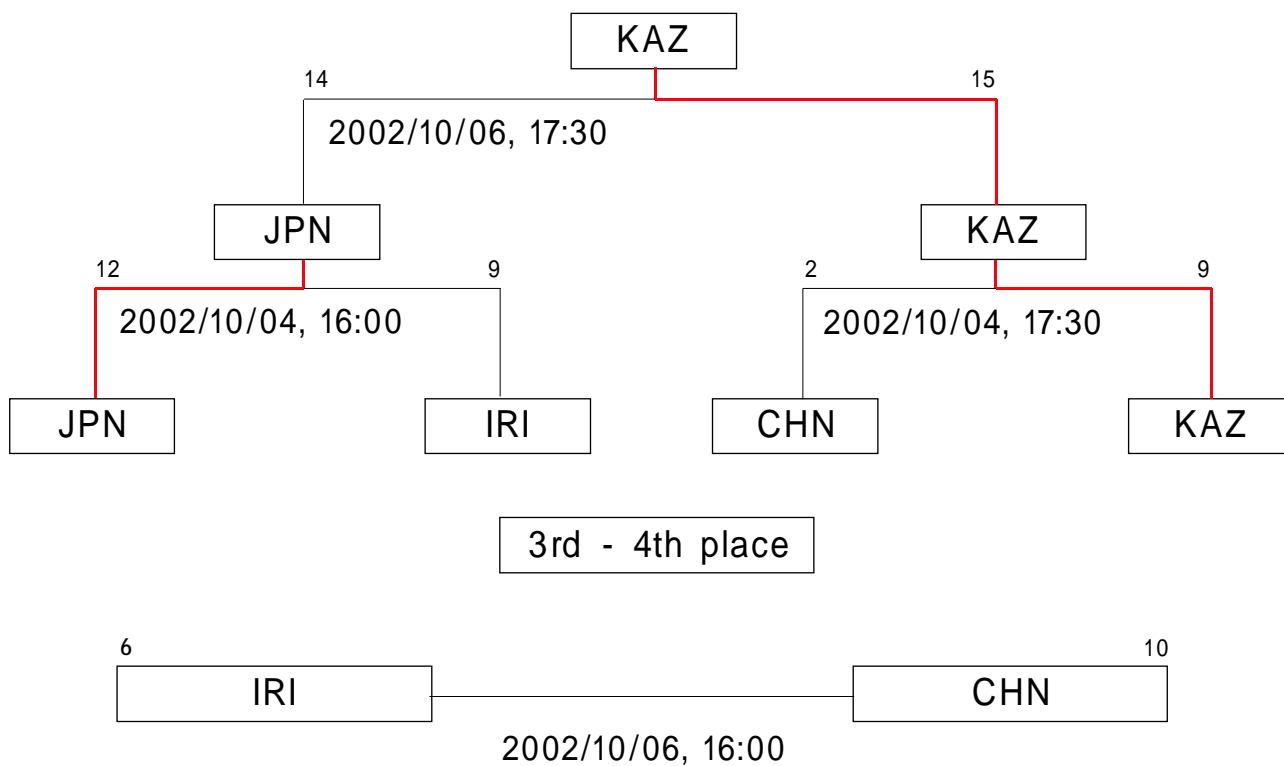 KAZ
14 15
2002/10/06, 17:30
JPN KAZ
12 9 2 9
2002/10/04, 16:00 2002/10/04, 17:30
JPN IRI CHN KAZ
3rd - 4th place
6 10
IRI CHN
2002/10/06, 16:00